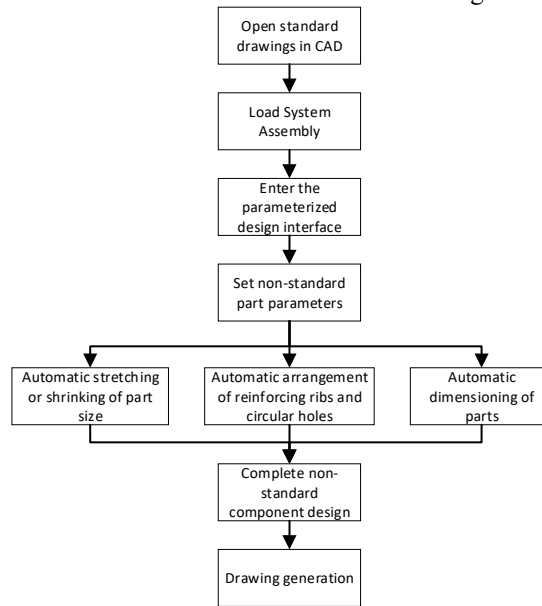 Open standard
drawings in CAD
Load System
Assembly
Enter the
parameterized
design interface
Set non-standard
part parameters
Automatic stretching
or shrinking of part
size
Automatic arrangement
of reinforcing ribs and
circular holes
Automatic
dimensioning of
parts
Complete non-
standard
component design
Drawing generation